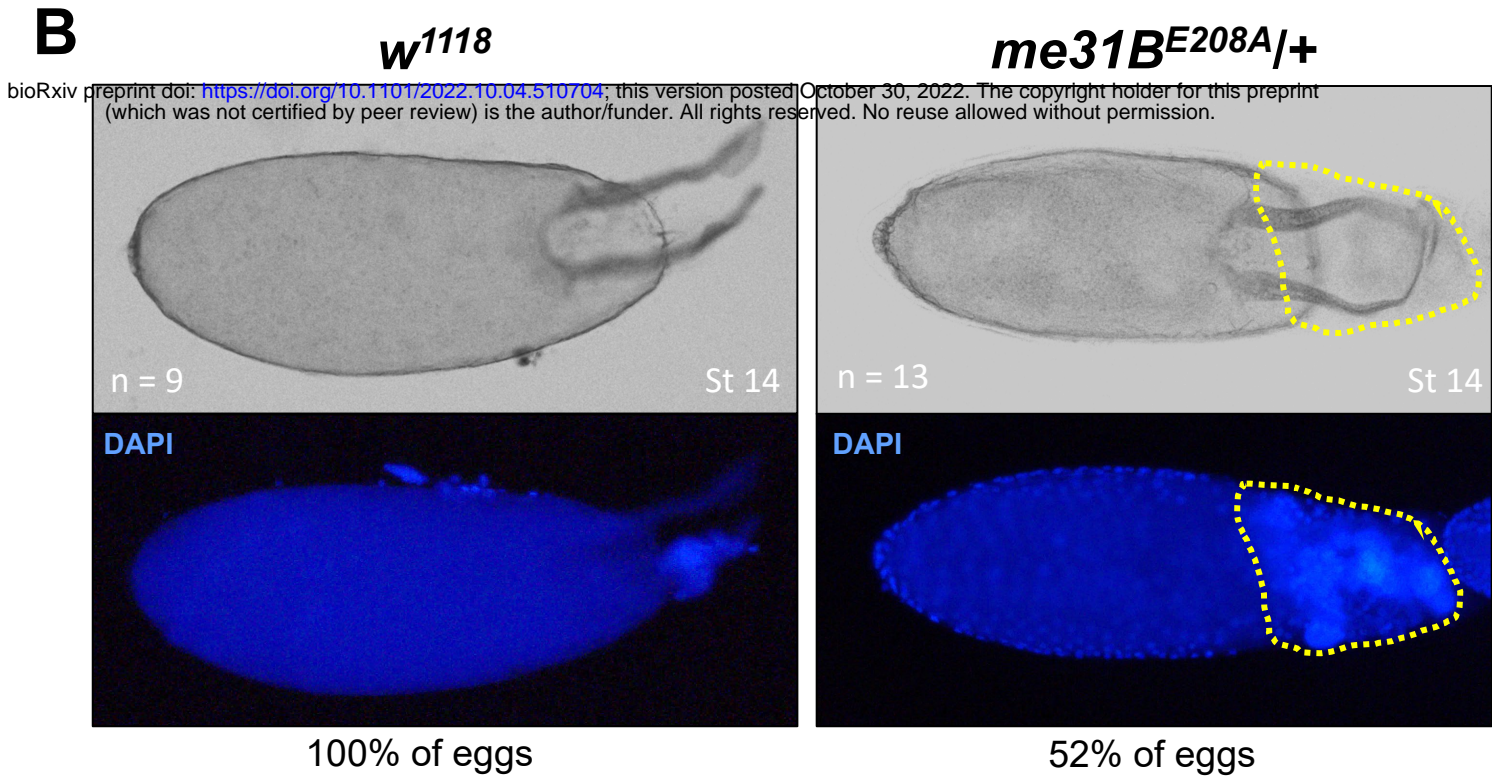 B
w1118
me31BE208A/+
bioRxiv preprint doi: https://doi.org/10.1101/2022.10.04.510704; this version posted October 30, 2022. The copyright holder for this preprint
(which was not certified by peer review) is the author/funder. All rights reserved. No reuse allowed without permission.
n = 9
St 14
n = 13
St 14
DAPI
DAPI
100% of eggs
52% of eggs